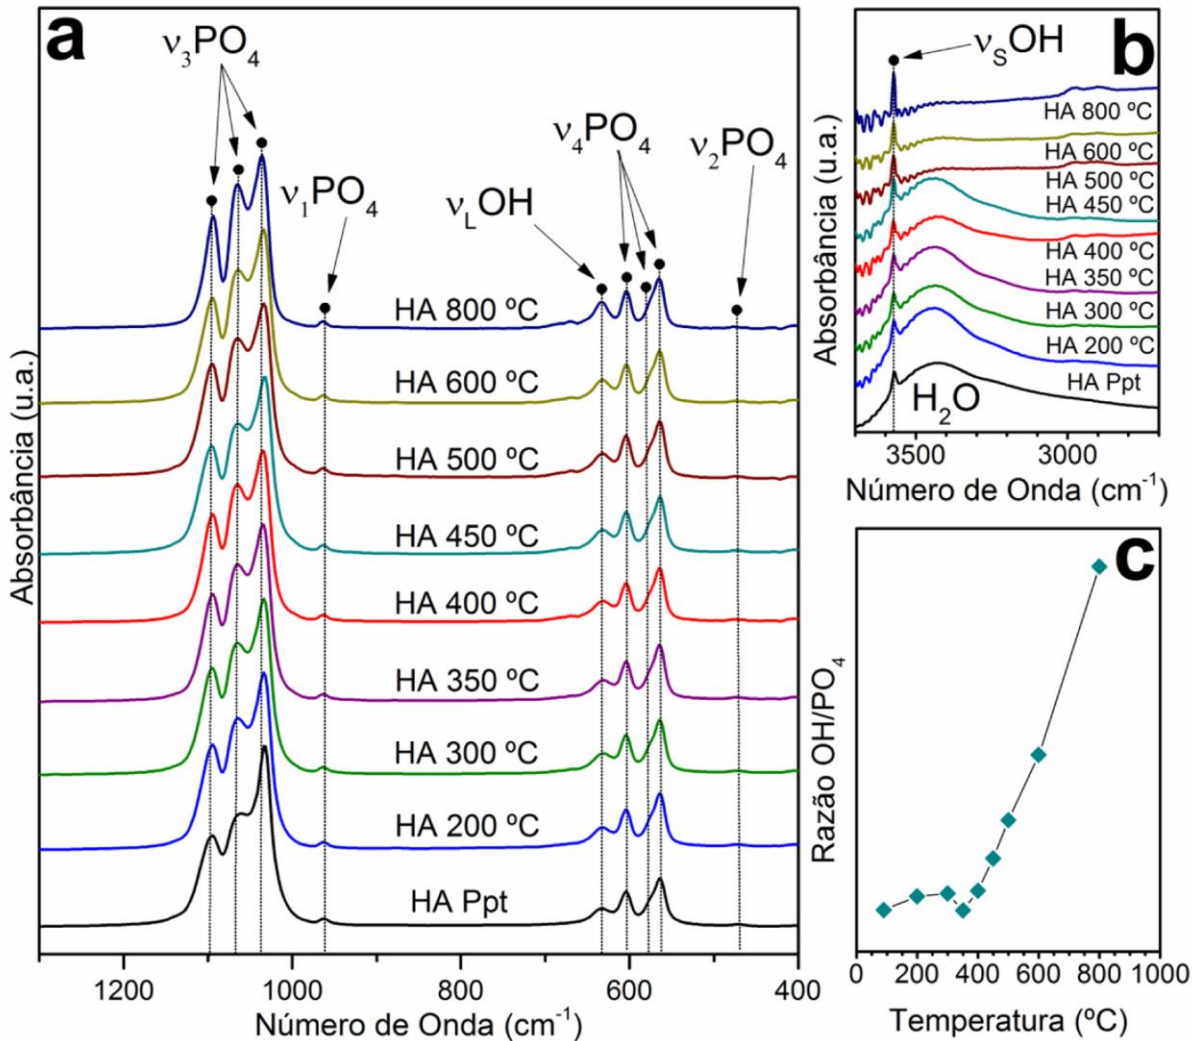 a
ν₃PO₄
ν₁PO₄
ν_LOH
ν₄PO₄
ν₂PO₄
HA 800 ºC
HA 600 ºC
HA 500 ºC
HA 450 ºC
HA 400 ºC
HA 350 ºC
HA 300 ºC
HA 200 ºC
HA Ppt
Absorbância (u.a.)
1200 1000 800 600 400
Número de Onda (cm⁻¹)
b
ν_SOH
HA 800 ºC
HA 600 ºC
HA 500 ºC
HA 450 ºC
HA 400 ºC
HA 350 ºC
HA 300 ºC
HA 200 ºC
HA Ppt
H₂O
Absorbância (u.a.)
3500 3000
Número de Onda (cm⁻¹)
c
Razão OH/PO₄
0 200 400 600 800 1000
Temperatura (ºC)